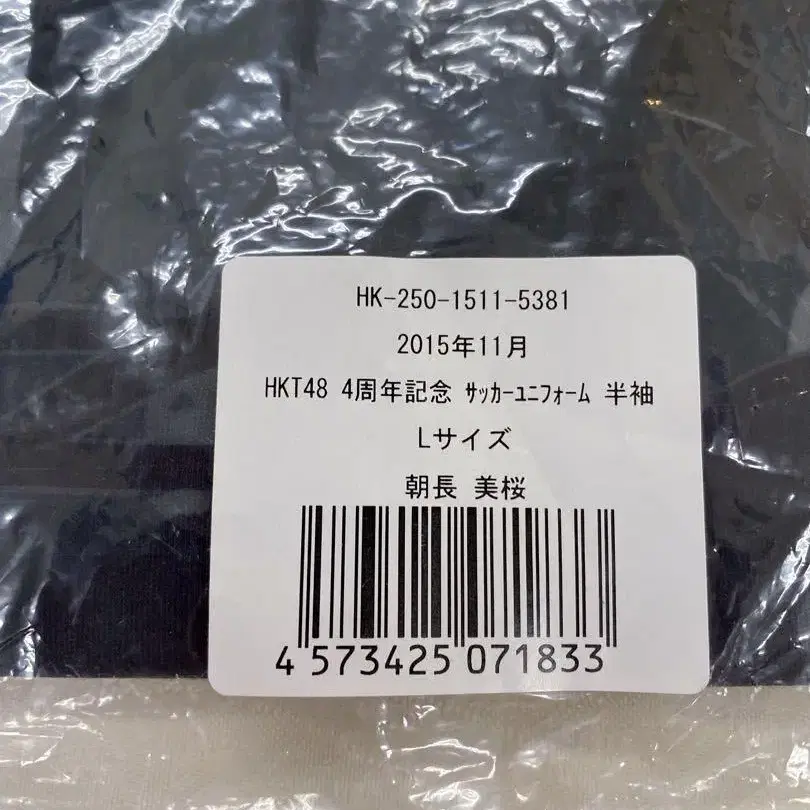 HK-250-1511-5381
2015年11月
HKT48 4周年記念 ｻｯｶｰﾕﾆﾌｫｰﾑ 半袖
Lサイズ
朝長 美桜
4 573425 071833